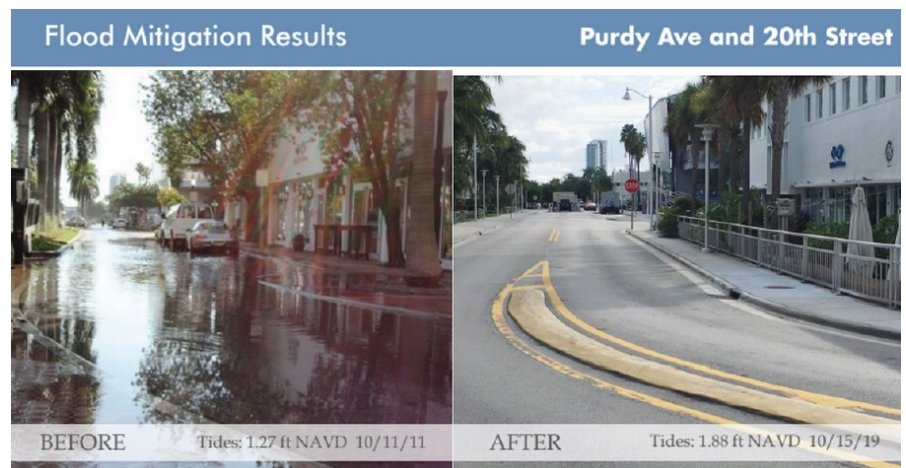 Flood Mitigation Results
Purdy Ave and 20th Street
STOP
BEFORE
Tides: 1.27 ft NAVD 10/11/11
AFTER
Tides: 1.88 ft NAVD 10/15/19